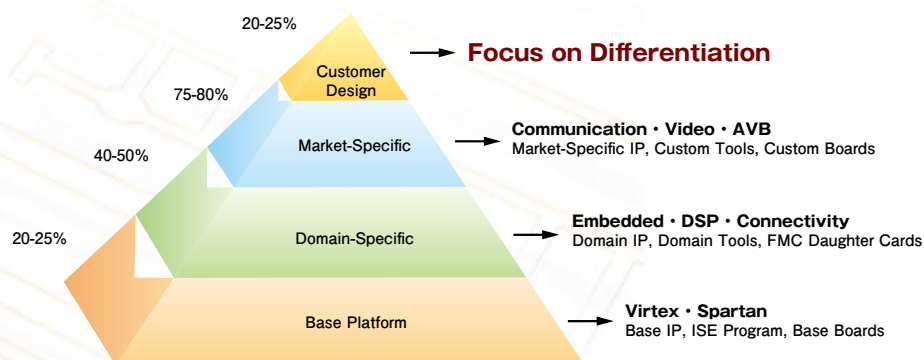 20-25%
Customer
Design
Focus on Differentiation
75-80%
Market-Specific
Communication・Video・AVB
Market-Specific IP, Custom Tools, Custom Boards
40-50%
Domain-Specific
Embedded・DSP・Connectivity
Domain IP, Domain Tools, FMC Daughter Cards
20-25%
Base Platform
Virtex・Spartan
Base IP, ISE Program, Base Boards